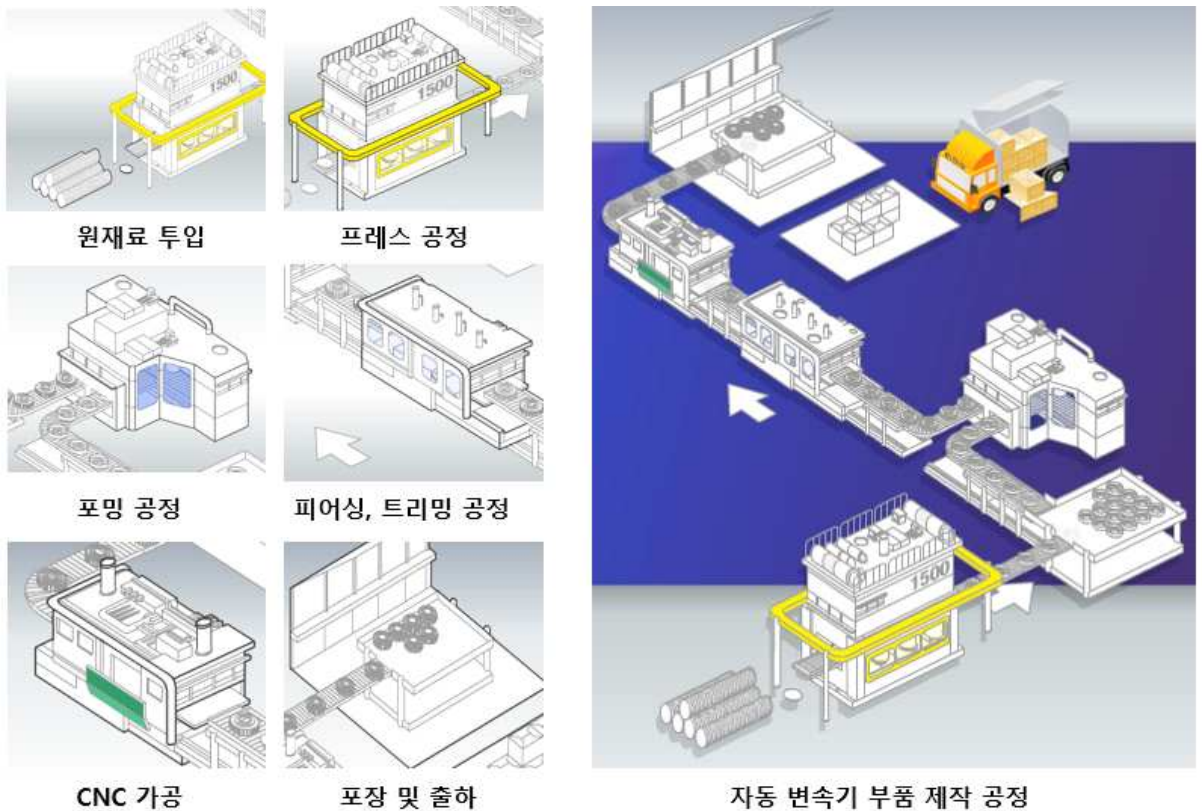 1500
1500
원재료 투입
프레스 공정
포밍 공정
피어싱, 트리밍 공정
CNC 가공
포장 및 출하
1500
자동 변속기 부품 제작 공정